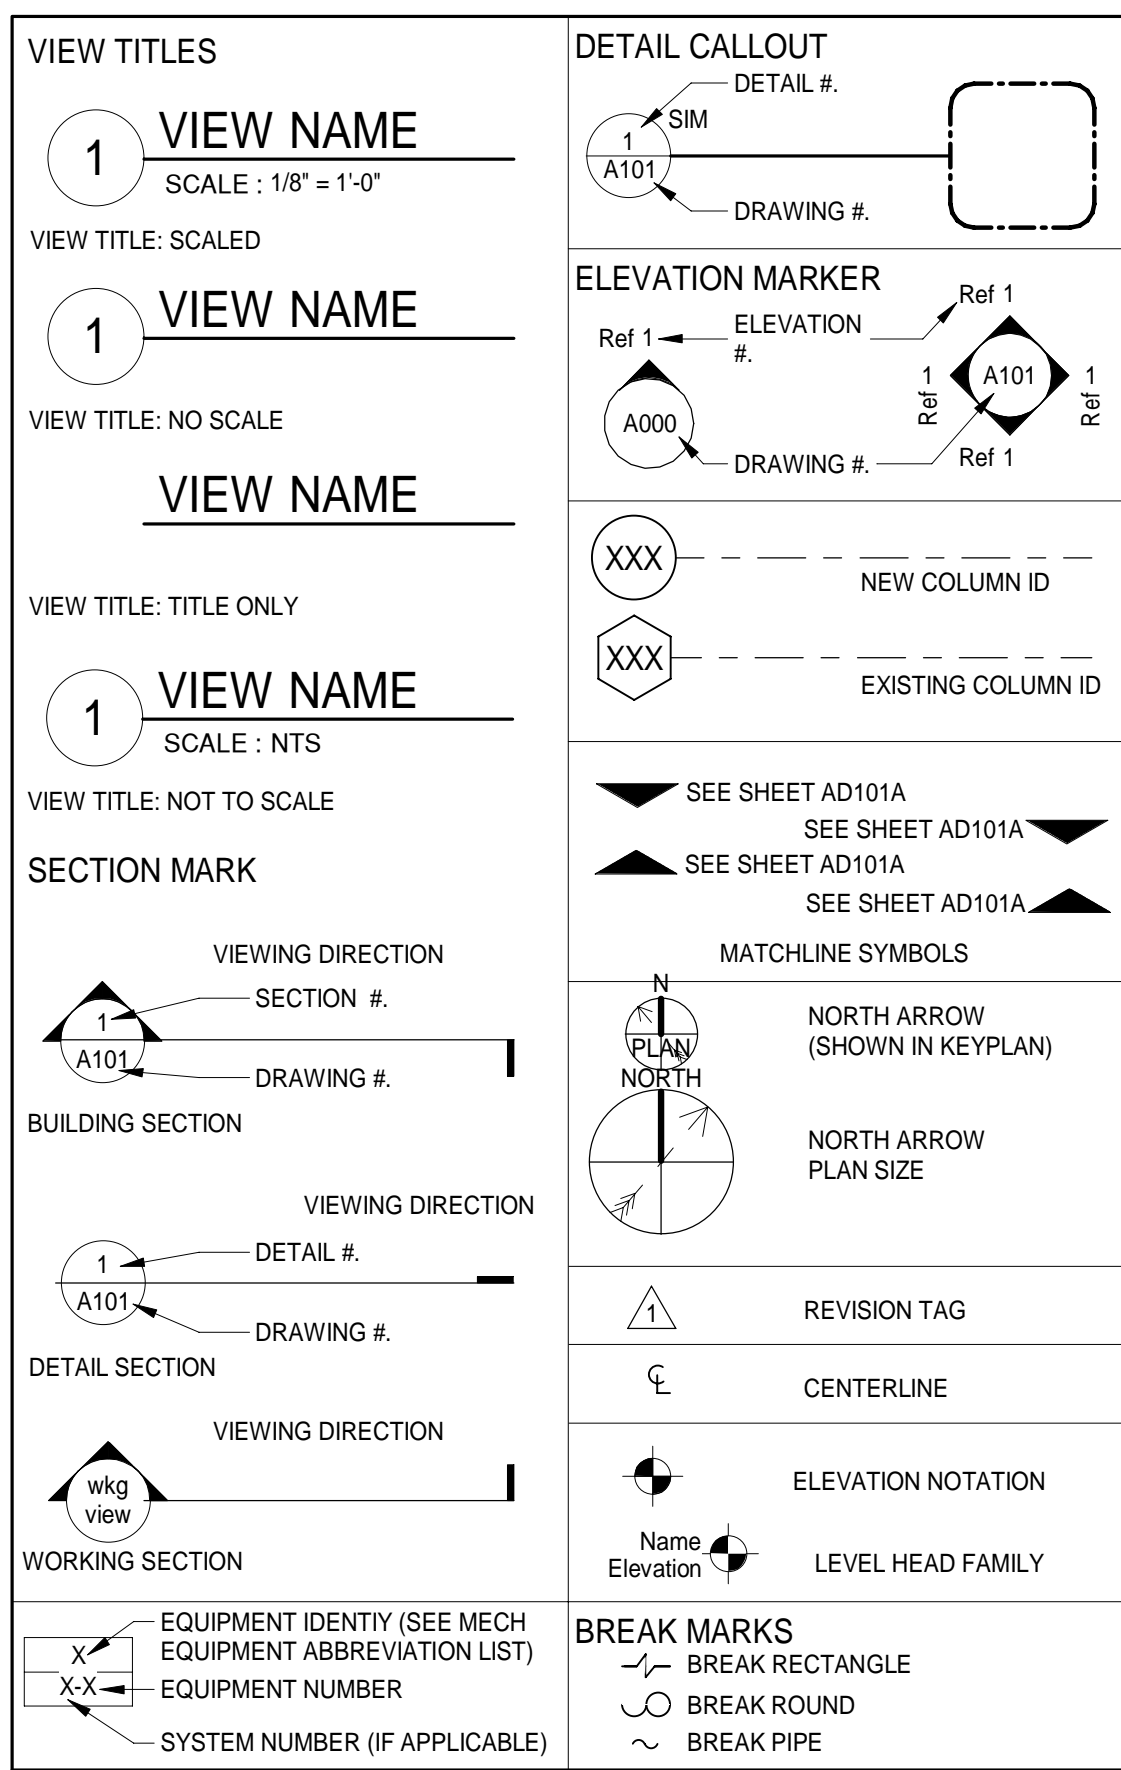 VIEW TITLES
1
VIEW NAME
SCALE : 1/8" = 1'-0"
VIEW TITLE: SCALED
1
VIEW NAME
VIEW TITLE: NO SCALE
VIEW NAME
VIEW TITLE: TITLE ONLY
1
VIEW NAME
SCALE : NTS
VIEW TITLE: NOT TO SCALE
SECTION MARK
VIEWING DIRECTION
SECTION #.
1
A101
DRAWING #.
BUILDING SECTION
VIEWING DIRECTION
DETAIL #.
1
A101
DRAWING #.
DETAIL SECTION
VIEWING DIRECTION
wkg
view
WORKING SECTION
EQUIPMENT IDENTIY (SEE MECH
EQUIPMENT ABBREVIATION LIST)
X
X-X
EQUIPMENT NUMBER
SYSTEM NUMBER (IF APPLICABLE)
DETAIL CALLOUT
DETAIL #.
SIM
1
A101
DRAWING #.
ELEVATION MARKER
Ref 1
ELEVATION
#.
Ref 1
A000
1
Ref
A101
1
Ref
Ref 1
DRAWING #.
XXX
NEW COLUMN ID
XXX
EXISTING COLUMN ID
SEE SHEET AD101A
SEE SHEET AD101A
SEE SHEET AD101A
SEE SHEET AD101A
MATCHLINE SYMBOLS
N
PLAN
NORTH
NORTH ARROW
(SHOWN IN KEYPLAN)
NORTH ARROW
PLAN SIZE
1
REVISION TAG
℄
CENTERLINE
ELEVATION NOTATION
Name
Elevation
LEVEL HEAD FAMILY
BREAK MARKS
BREAK RECTANGLE
BREAK ROUND
BREAK PIPE